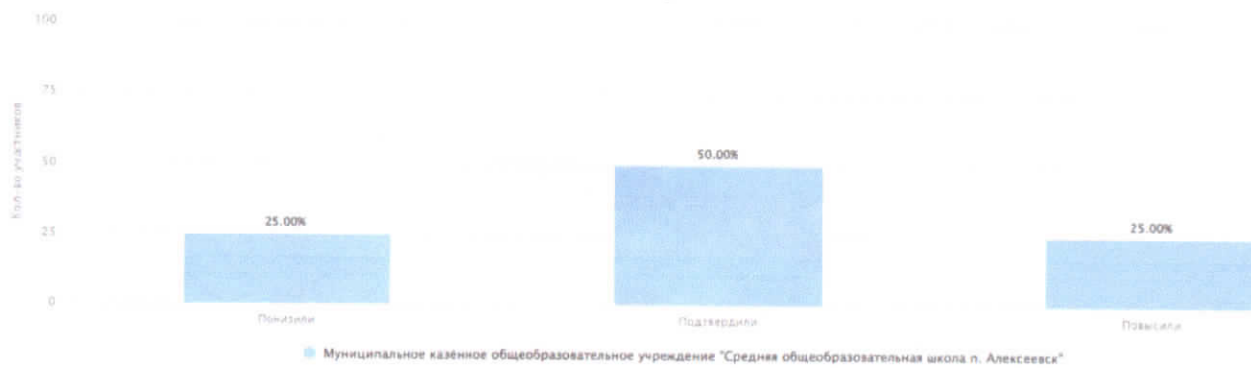 100
75
50
25
0
Кол-во участников
25.00%
50.00%
25.00%
Понизили
Подтвердили
Повысили
Муниципальное казённое общеобразовательное учреждение "Средняя общеобразовательная школа п. Алексеевск"